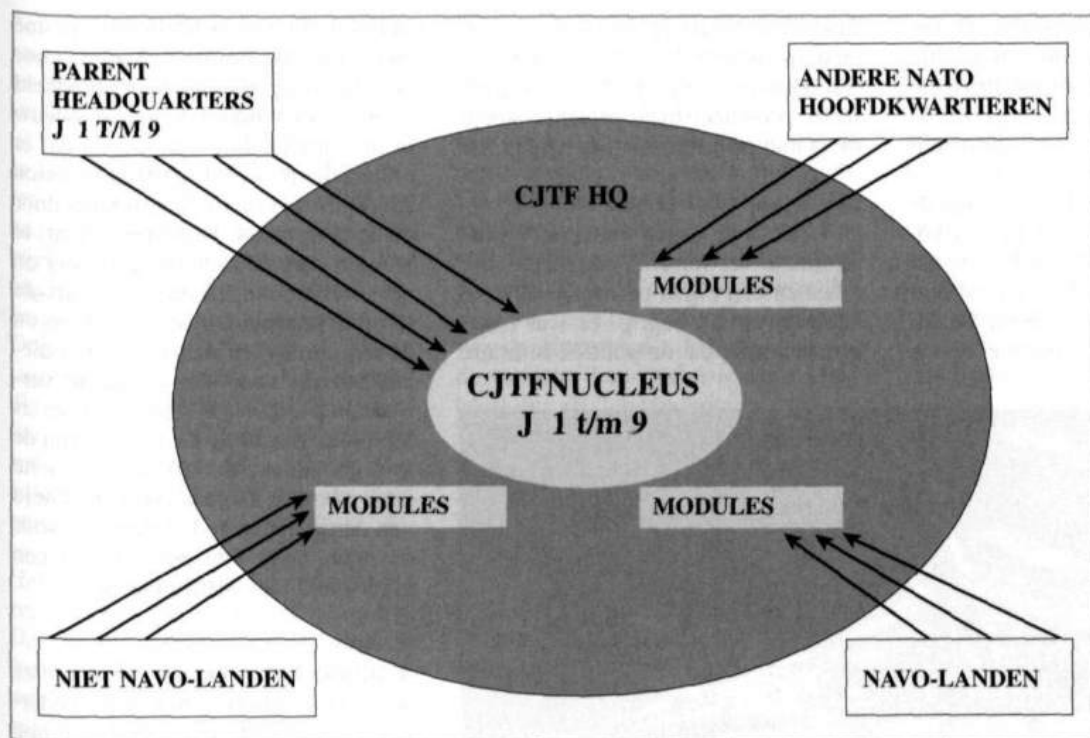 PARENT
HEADQUARTERS
J 1 T/M 9
ANDERE NATO
HOOFDKWARTIEREN
CJTF HQ
MODULES
CJTFNUCLEUS
J 1 t/m 9
MODULES
MODULES
NIET NAVO-LANDEN
NAVO-LANDEN